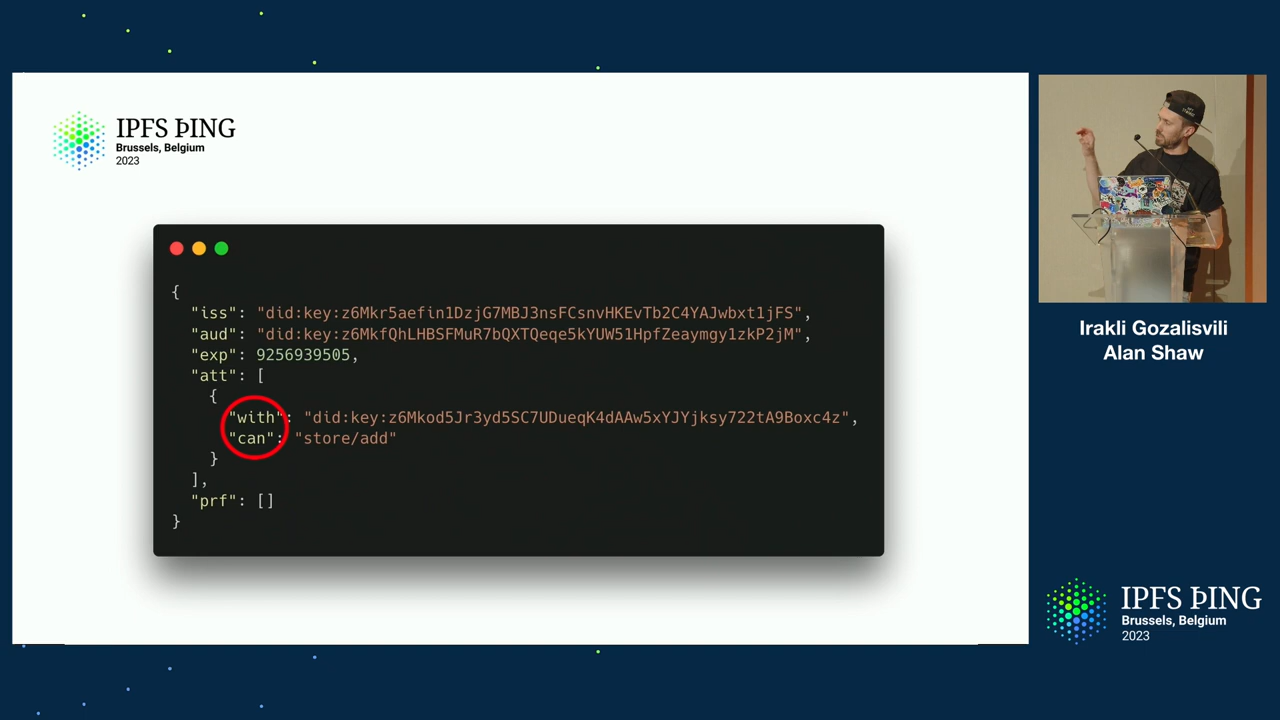 IPFS ÞING
Brussels, Belgium
2023
{
"iss": "did:key:z6Mkr5aefin1DzjG7MBJ3nsFCsnvHKEvTb2C4YAJwbxt1jFS",
"aud": "did:key:z6MkfQhLHBSFMuR7bQXTQeqe5kYUW51HpfZeaymgy1zkP2jM",
"exp": 9256939505,
"att": [
{
"with": "did:key:z6Mkod5Jr3yd5SC7UDueqK4dAAw5xYJYjksy722tA9Boxc4z",
"can": "store/add"
}
],
"prf": []
}
Irakli Gozalisvili
Alan Shaw
IPFS ÞING
Brussels, Belgium
2023